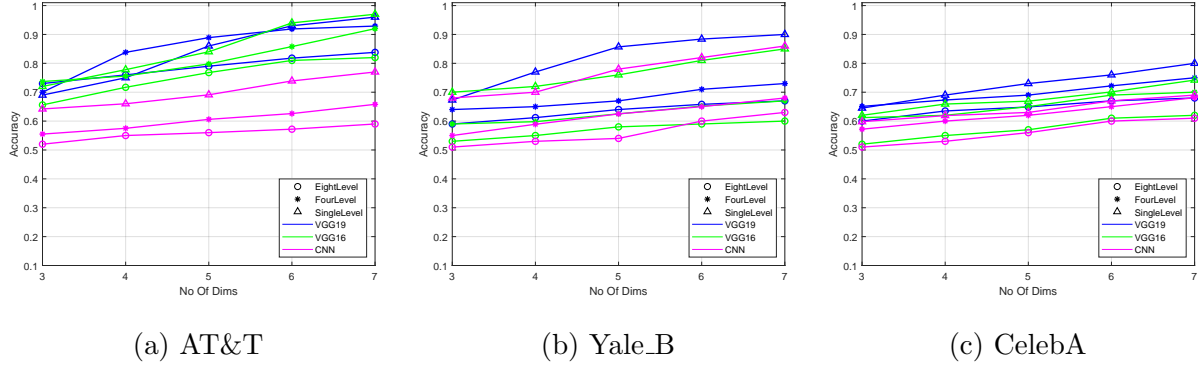 1
0.9
0.8
0.7
0.6
0.5
0.4
0.3
0.2
0.1
Accuracy
3 4 5 6 7
No Of Dims
EightLevel
FourLevel
SingleLevel
VGG19
VGG16
CNN
(a) AT&T
1
0.9
0.8
0.7
0.6
0.5
0.4
0.3
0.2
0.1
Accuracy
3 4 5 6 7
No Of Dims
EightLevel
FourLevel
SingleLevel
VGG19
VGG16
CNN
(b) Yale_B
1
0.9
0.8
0.7
0.6
0.5
0.4
0.3
0.2
0.1
Accuracy
3 4 5 6 7
No Of Dims
EightLevel
FourLevel
SingleLevel
VGG19
VGG16
CNN
(c) CelebA